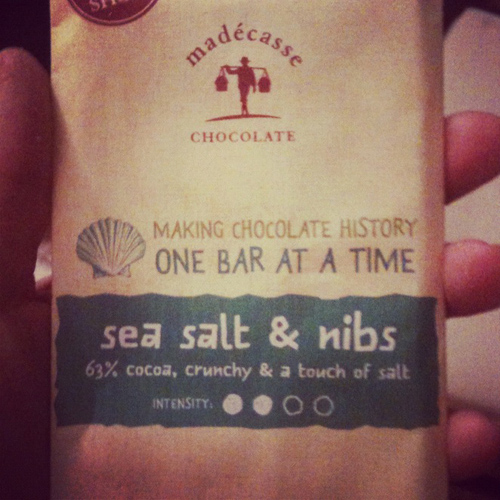 madécasse
CHOCOLATE
MAKING CHOCOLATE HISTORY
ONE BAR AT A TIME
sea salt & nibs
63% cocoa, crunchy & a touch of salt
INTENSITY: